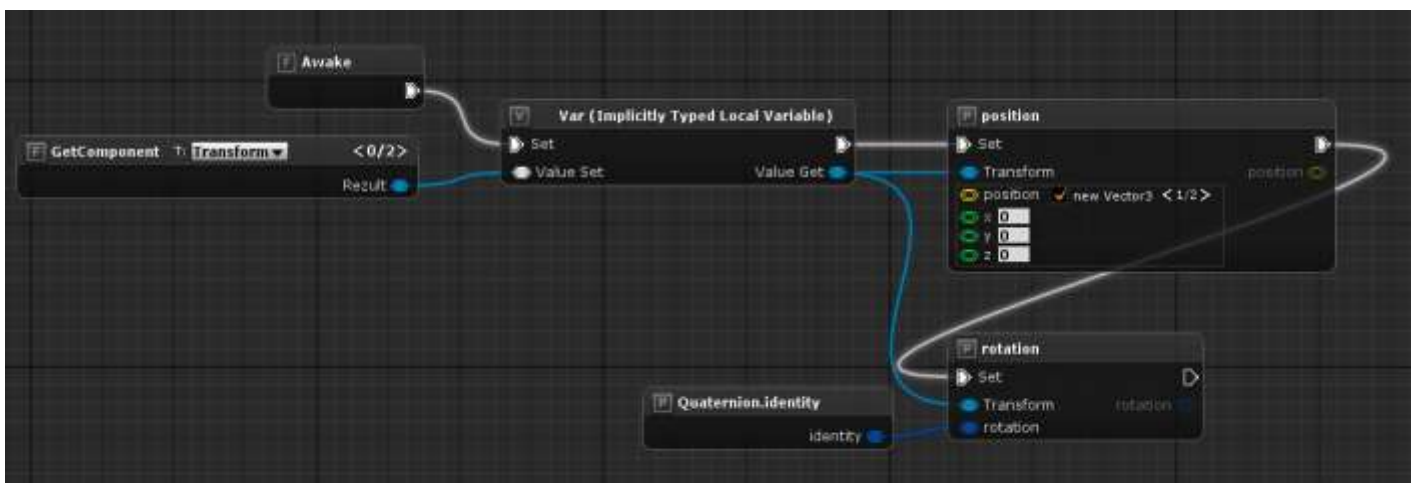 Awake
GetComponent T: Transform <0/2>
Rezult
Var (Implicitly Typed Local Variable)
Set
Value Set Value Get
position
Set
Transform position
position new Vector3 <1/2>
x 0
y 0
z 0
rotation
Set
Transform rotation
rotation
Quaternion.identity
identity